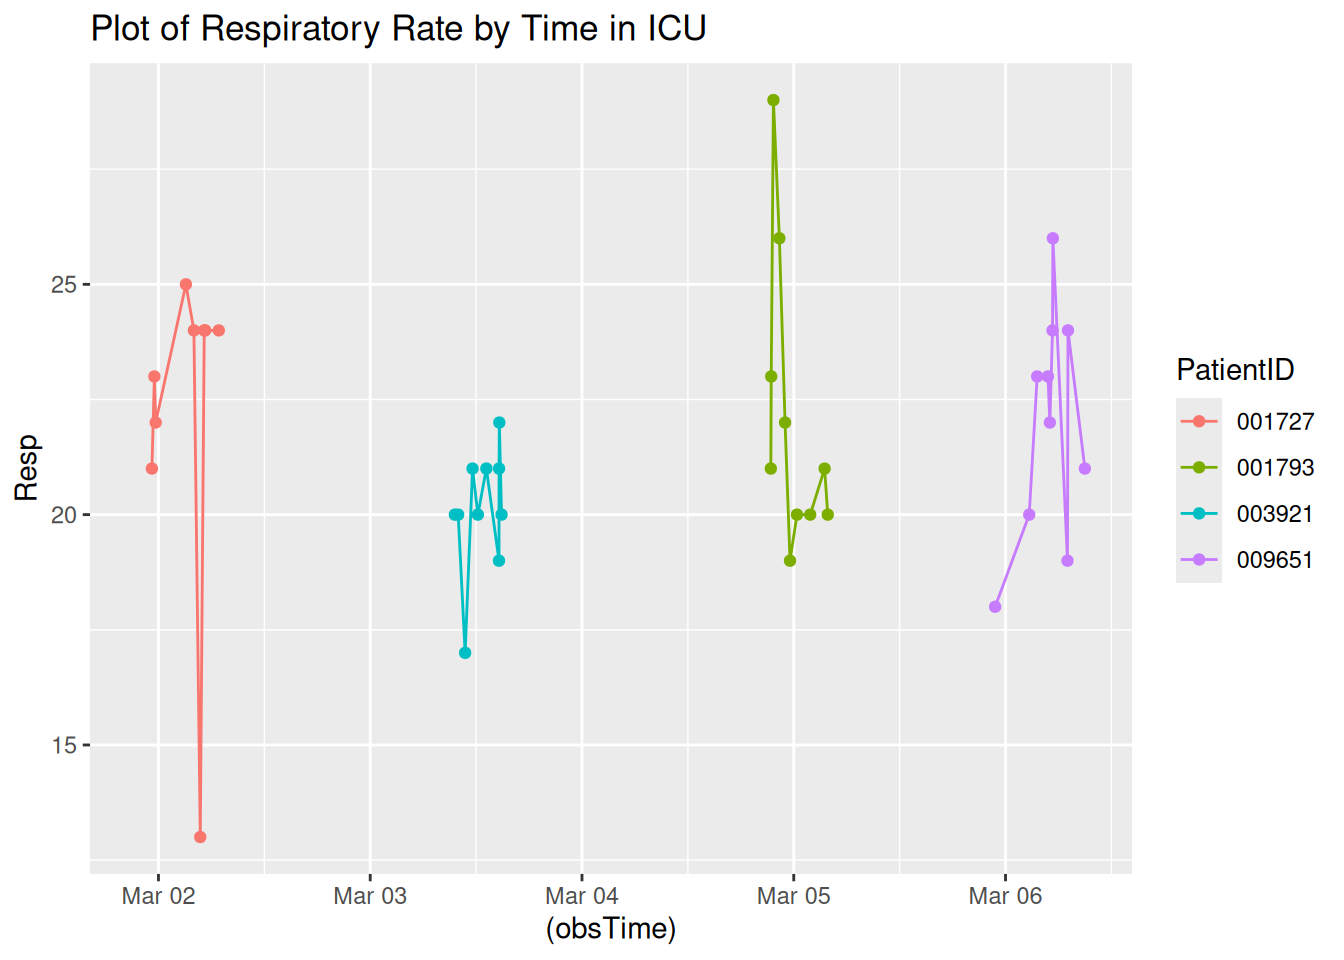 Plot of Respiratory Rate by Time in ICU
Resp
25
20
15
Mar 02
Mar 03
Mar 04
Mar 05
Mar 06
(obsTime)
PatientID
001727
001793
003921
009651